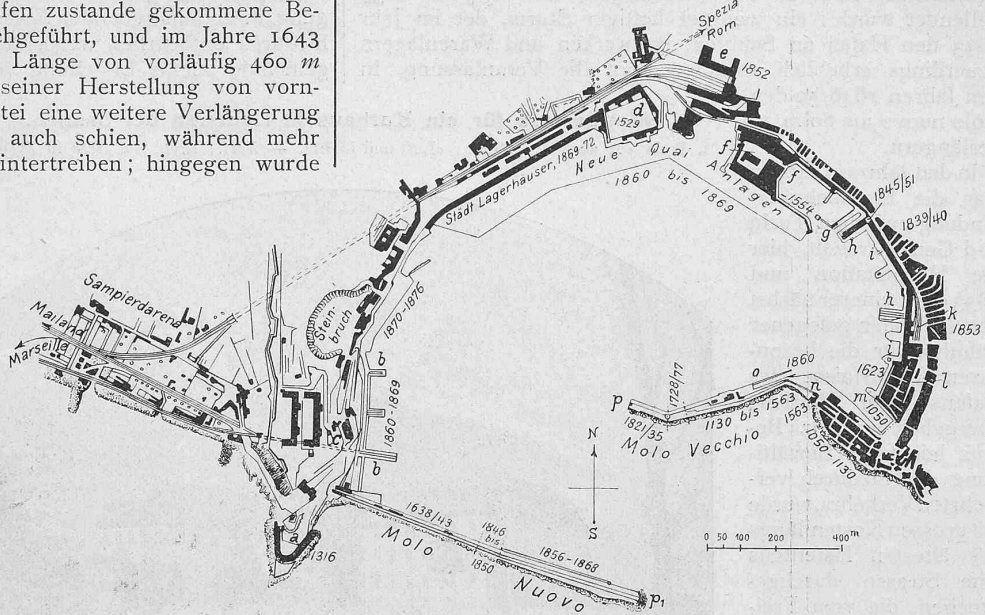 fen zustande gekommene Be-
hgeführt, und im Jahre 1643
Länge von vorläufig 460 m
seiner Herstellung von vorn-
tei eine weitere Verlängerung
auch schien, während mehr
intertreiben; hingegen wurde
Spezia
Rom
e
1852
d
1529
f
f
Städt Lagerhäuser, 1869-72
Neue Quai Anlagen
1860 bis 1869
1554
g
h
i
1845/51
1839/40
h
k
1853
1623
l
m
1050
Sampierdarena
Mailand
Marseille
Steinbruch
1870-1876
b
1860-1869
c
b
a
1316
p
1821/35
1728/77
o
1860
n
1130 bis 1563
1563
1050
1130
Molo Vecchio
N
S
1638/43
1846
bis
1850
1856-1868
Molo Nuovo
P1
0 50 100 200 400m